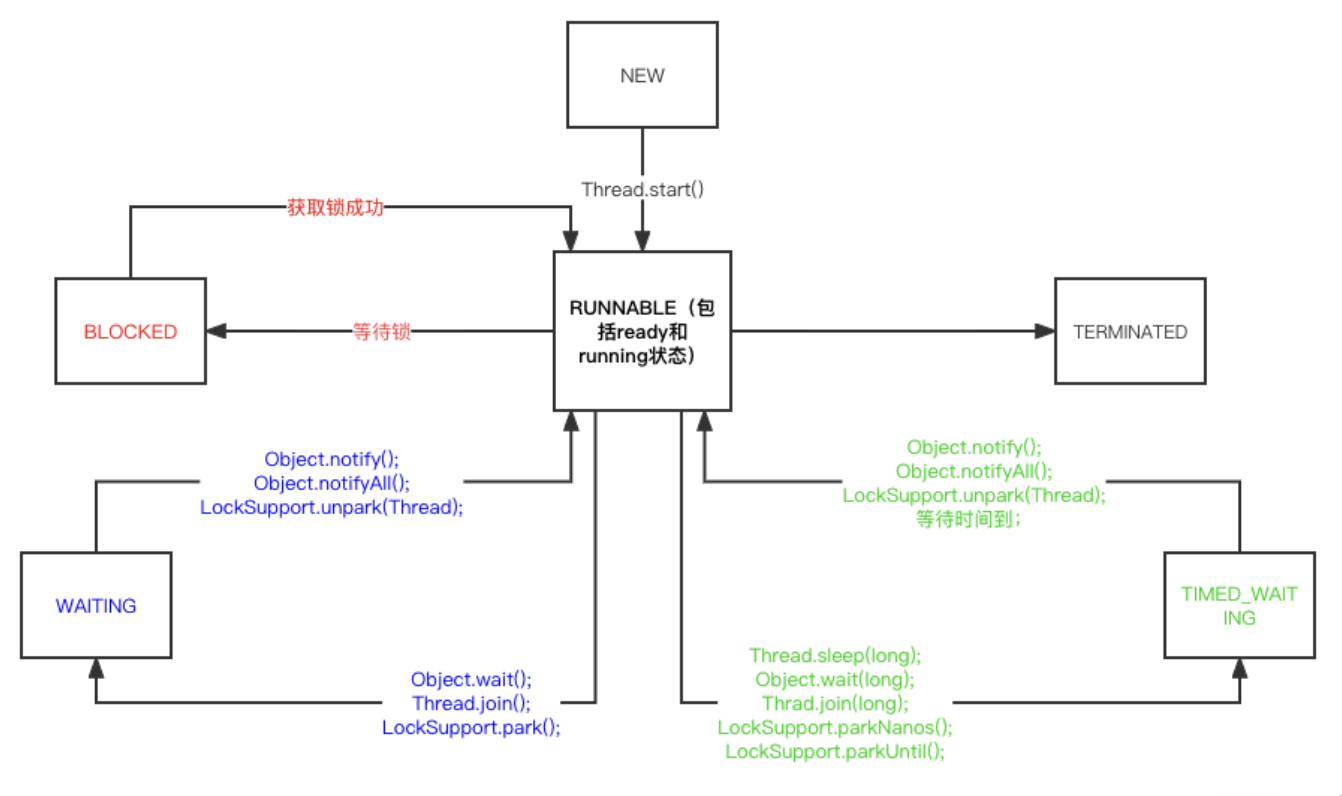 NEW
Thread.start()
获取锁成功
RUNNABLE（包
括ready和
running状态）
BLOCKED
等待锁
TERMINATED
Object.notify();
Object.notifyAll();
LockSupport.unpark(Thread);
Object.notify();
Object.notifyAll();
LockSupport.unpark(Thread);
等待时间到；
WAITING
TIMED_WAIT
ING
Object.wait();
Thread.join();
LockSupport.park();
Thread.sleep(long);
Object.wait(long);
Thrad.join(long);
LockSupport.parkNanos();
LockSupport.parkUntil();